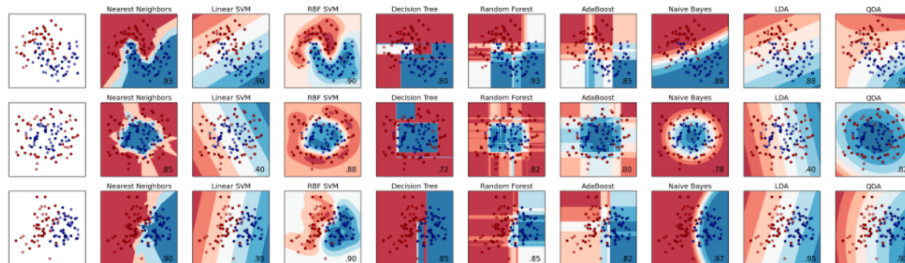 Nearest Neighbors Linear SVM RBF SVM Decision Tree Random Forest AdaBoost Naive Bayes LDA QDA
.93 .90 .90 .80 .93 .85 .88 .88
Nearest Neighbors Linear SVM RBF SVM Decision Tree Random Forest AdaBoost Naive Bayes LDA QDA
.85 .40 .88 .72 .82 .80 .78 .40
Nearest Neighbors Linear SVM RBF SVM Decision Tree Random Forest AdaBoost Naive Bayes LDA QDA
.90 .95 .90 .85 .85 .82 .97 .95